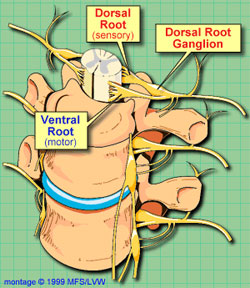 Dorsal
Root
(sensory)
Dorsal Root
Ganglion
Ventral
Root
(motor)
montage © 1999 MFS/LVW